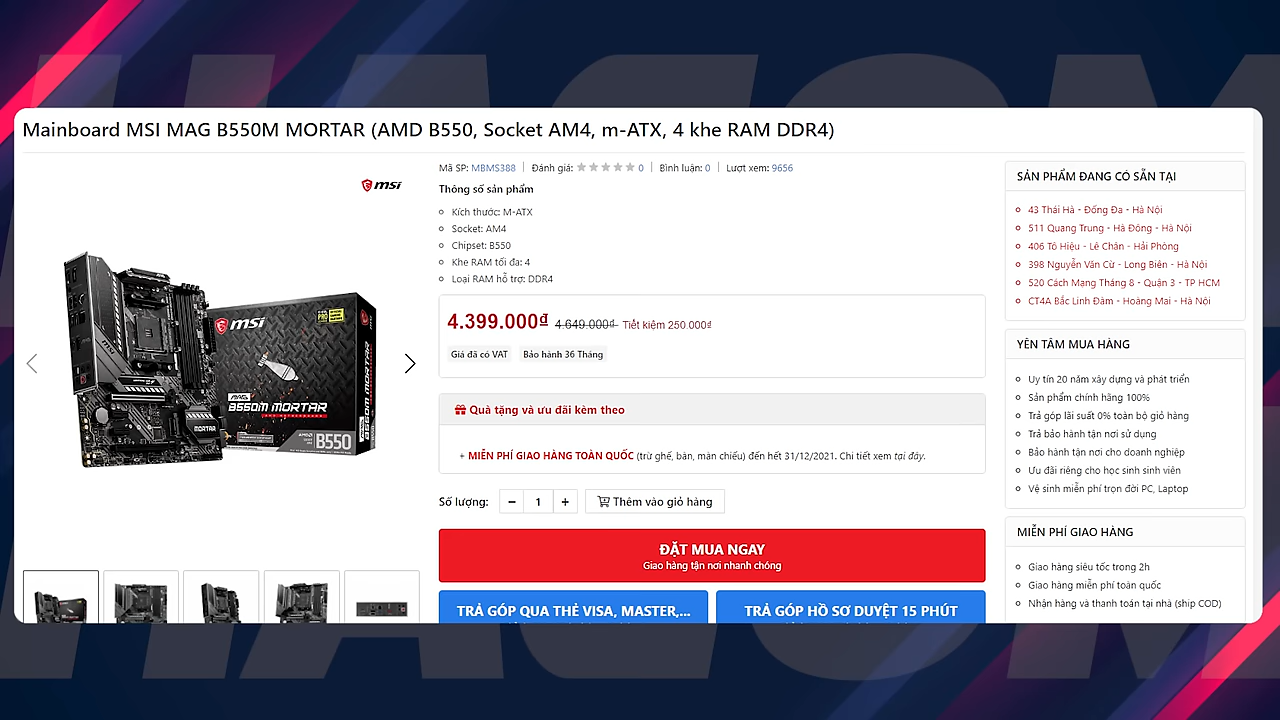 HACOM
Mainboard MSI MAG B550M MORTAR (AMD B550, Socket AM4, m-ATX, 4 khe RAM DDR4)
msi
msi
MAG
B550M MORTAR
B550
MORTAR
B550M MORTAR
Mã SP: MBMS388 | Đánh giá: ★★★★★ 0 | Bình luận: 0 | Lượt xem: 9656
Thông số sản phẩm
Kích thước: M-ATX
Socket: AM4
Chipset: B550
Khe RAM tối đa: 4
Loại RAM hỗ trợ: DDR4
4.399.000₫ 4.649.000₫ Tiết kiệm 250.000₫
Giá đã có VAT Bảo hành 36 Tháng
Quà tặng và ưu đãi kèm theo
+ MIỄN PHÍ GIAO HÀNG TOÀN QUỐC (trừ ghế, bàn, màn chiếu) đến hết 31/12/2021. Chi tiết xem tại đây.
Số lượng: − 1 + Thêm vào giỏ hàng
ĐẶT MUA NGAY
Giao hàng tận nơi nhanh chóng
TRẢ GÓP QUA THẺ VISA, MASTER,...
TRẢ GÓP HỒ SƠ DUYỆT 15 PHÚT
SẢN PHẨM ĐANG CÓ SẴN TẠI
43 Thái Hà - Đống Đa - Hà Nội
511 Quang Trung - Hà Đông - Hà Nội
406 Tô Hiệu - Lê Chân - Hải Phòng
398 Nguyễn Văn Cừ - Long Biên - Hà Nội
520 Cách Mạng Tháng 8 - Quận 3 - TP HCM
CT4A Bắc Linh Đàm - Hoàng Mai - Hà Nội
YÊN TÂM MUA HÀNG
Uy tín 20 năm xây dựng và phát triển
Sản phẩm chính hãng 100%
Trả góp lãi suất 0% toàn bộ giỏ hàng
Trả bảo hành tận nơi sử dụng
Bảo hành tận nơi cho doanh nghiệp
Ưu đãi riêng cho học sinh sinh viên
Vệ sinh miễn phí trọn đời PC, Laptop
MIỄN PHÍ GIAO HÀNG
Giao hàng siêu tốc trong 2h
Giao hàng miễn phí toàn quốc
Nhận hàng và thanh toán tại nhà (ship COD)